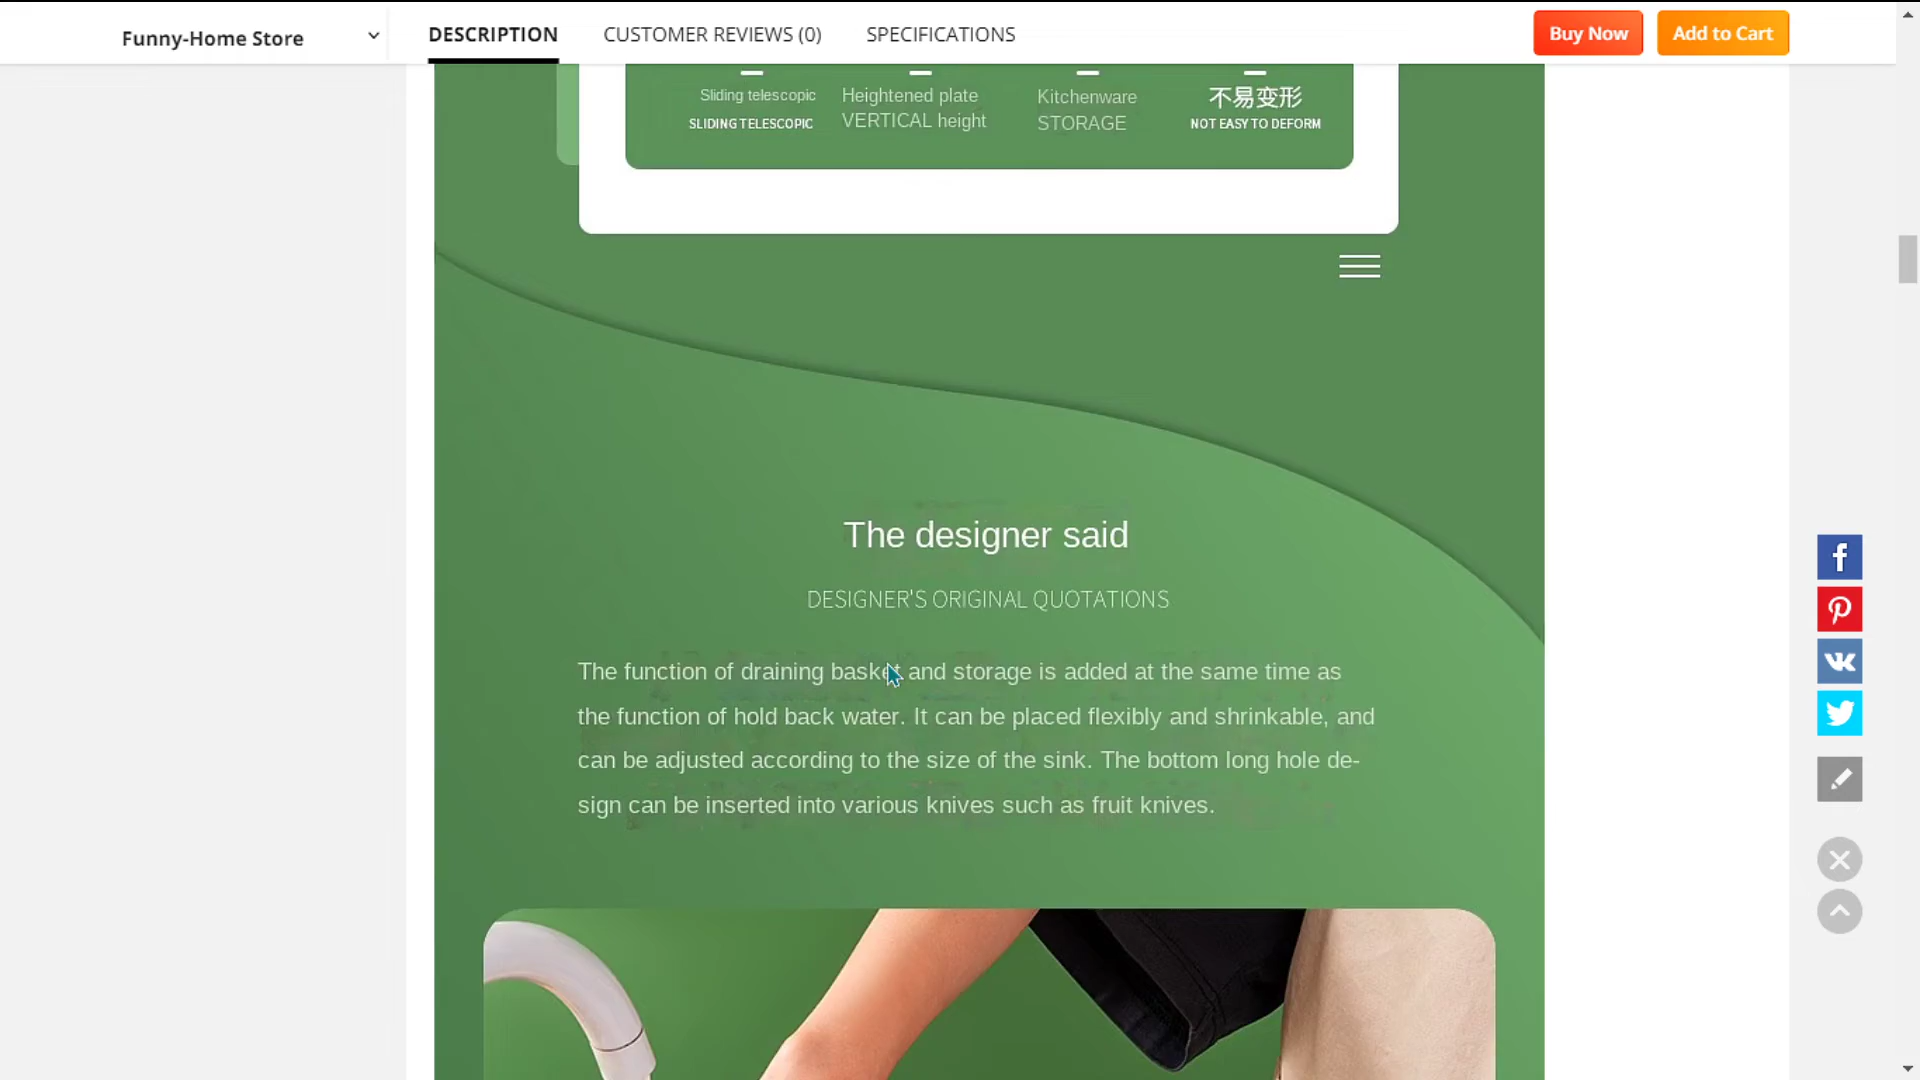 Funny-Home Store
DESCRIPTION
CUSTOMER REVIEWS (0)
SPECIFICATIONS
Buy Now
Add to Cart
Sliding telescopic
SLIDING TELESCOPIC
Heightened plate
VERTICAL height
Kitchenware
STORAGE
不易变形
NOT EASY TO DEFORM
The designer said
DESIGNER'S ORIGINAL QUOTATIONS
The function of draining basket and storage is added at the same time as
the function of hold back water. It can be placed flexibly and shrinkable, and
can be adjusted according to the size of the sink. The bottom long hole de-
sign can be inserted into various knives such as fruit knives.